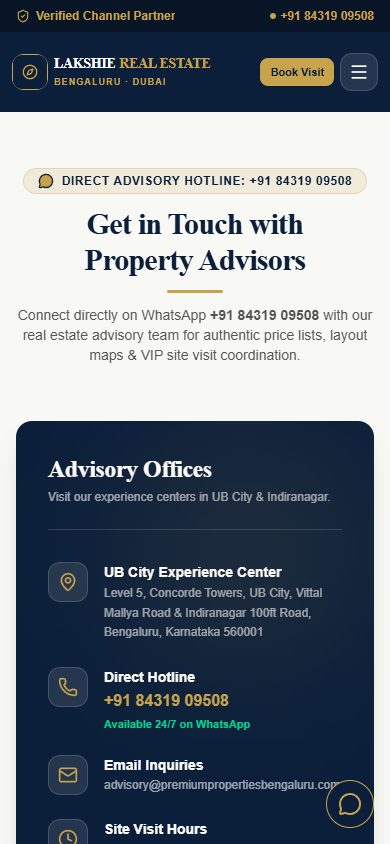 Verified Channel Partner
+91 84319 09508
LAKSHIE REAL ESTATE
BENGALURU · DUBAI
Book Visit
DIRECT ADVISORY HOTLINE: +91 84319 09508
Get in Touch with
Property Advisors
Connect directly on WhatsApp +91 84319 09508 with our
real estate advisory team for authentic price lists, layout
maps & VIP site visit coordination.
Advisory Offices
Visit our experience centers in UB City & Indiranagar.
UB City Experience Center
Level 5, Concorde Towers, UB City, Vittal
Mallya Road & Indiranagar 100ft Road,
Bengaluru, Karnataka 560001
Direct Hotline
+91 84319 09508
Available 24/7 on WhatsApp
Email Inquiries
advisory@premiumpropertiesbengaluru.com
Site Visit Hours